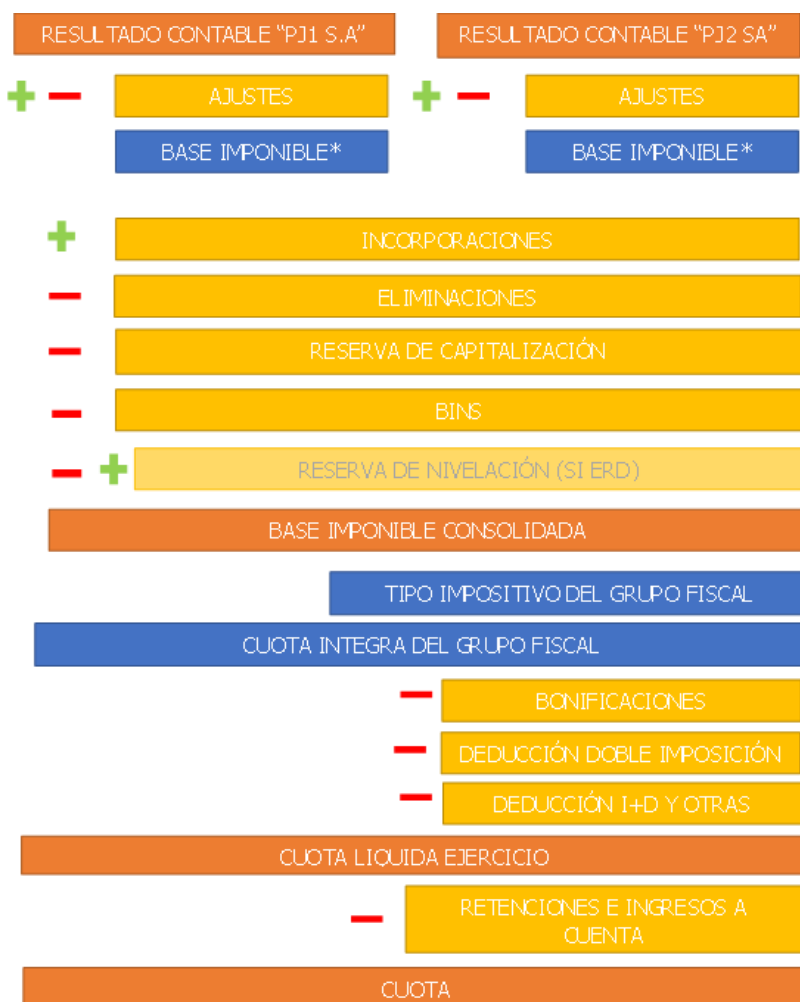 RESULTADO CONTABLE “PJ1 S.A”
RESULTADO CONTABLE “PJ2 SA”
+ − AJUSTES
+ − AJUSTES
BASE IMPONIBLE*
BASE IMPONIBLE*
+ INCORPORACIONES
− ELIMINACIONES
− RESERVA DE CAPITALIZACIÓN
− BINS
− + RESERVA DE NIVELACIÓN (SI ERD)
BASE IMPONIBLE CONSOLIDADA
TIPO IMPOSITIVO DEL GRUPO FISCAL
CUOTA INTEGRA DEL GRUPO FISCAL
− BONIFICACIONES
− DEDUCCIÓN DOBLE IMPOSICIÓN
− DEDUCCIÓN I+D Y OTRAS
CUOTA LIQUIDA EJERCICIO
− RETENCIONES E INGRESOS A
CUENTA
CUOTA